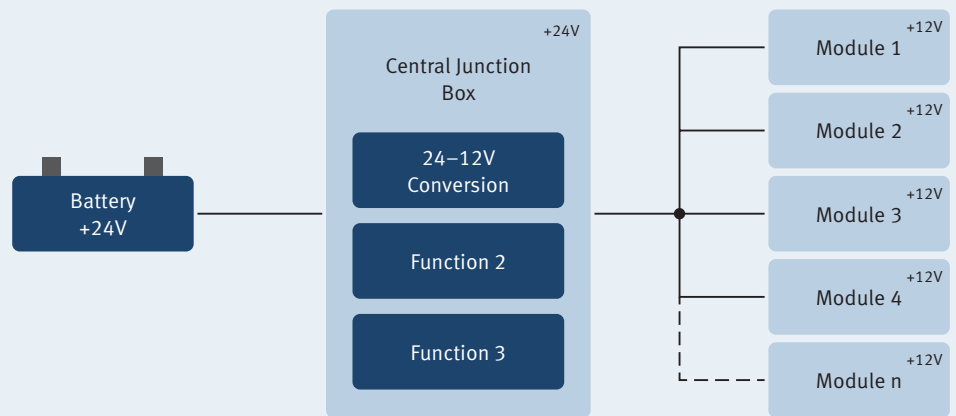 Battery
+24V
+24V
Central Junction
Box
24–12V
Conversion
Function 2
Function 3
+12V
Module 1
+12V
Module 2
+12V
Module 3
+12V
Module 4
+12V
Module n